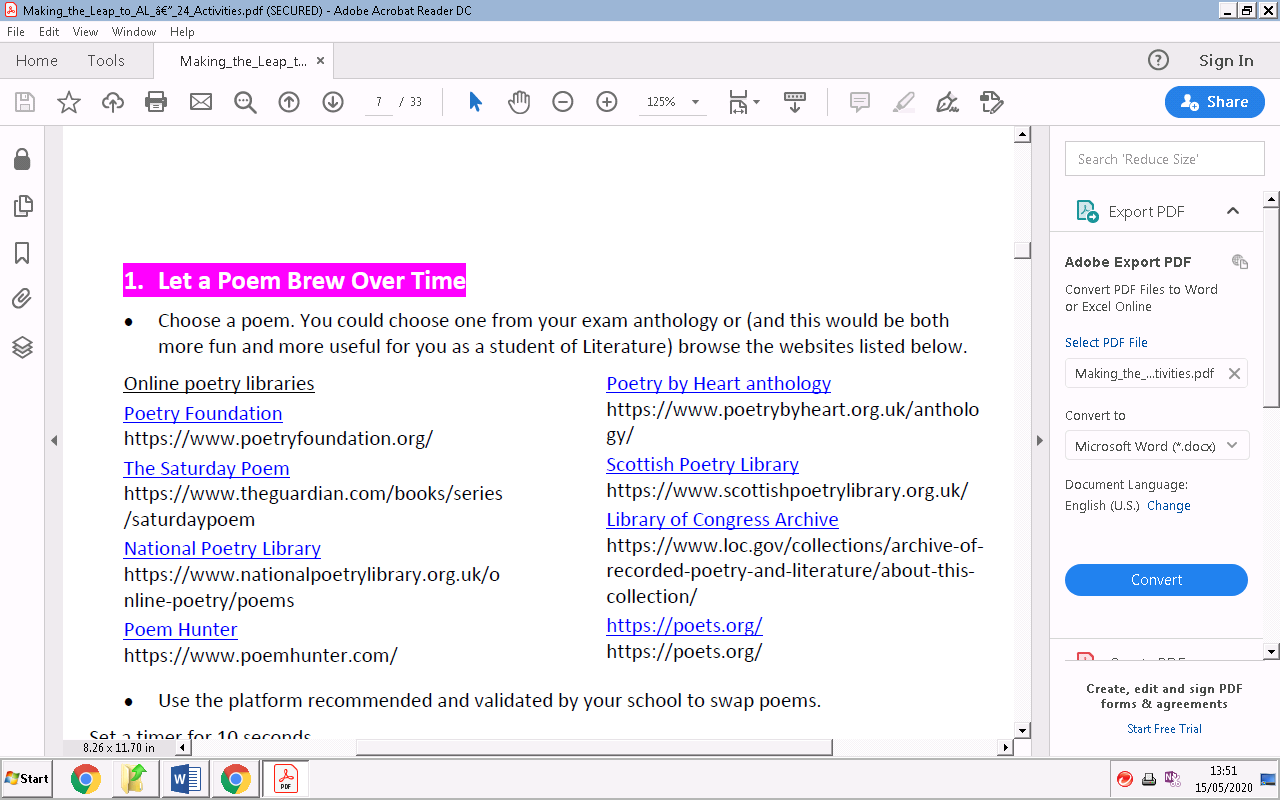 Making_the_Leap_to_AL_â€”_24_Activities.pdf (SECURED) - Adobe Acrobat Reader DC
File Edit View Window Help
Home Tools Making_the_Leap_t... × Sign In
7 / 33 125% Share
Search 'Reduce Size'
Export PDF
Adobe Export PDF
Convert PDF Files to Word
or Excel Online
Select PDF File
Making_the_...tivities.pdf
Convert to
Microsoft Word (*.docx)
Document Language:
English (U.S.) Change
Convert
Create, edit and sign PDF
forms & agreements
Start Free Trial
1. Let a Poem Brew Over Time
• Choose a poem. You could choose one from your exam anthology or (and this would be both
more fun and more useful for you as a student of Literature) browse the websites listed below.
Online poetry libraries
Poetry Foundation
https://www.poetryfoundation.org/
The Saturday Poem
https://www.theguardian.com/books/series
/saturdaypoem
National Poetry Library
https://www.nationalpoetrylibrary.org.uk/o
nline-poetry/poems
Poem Hunter
https://www.poemhunter.com/
Poetry by Heart anthology
https://www.poetrybyheart.org.uk/antholo
gy/
Scottish Poetry Library
https://www.scottishpoetrylibrary.org.uk/
Library of Congress Archive
https://www.loc.gov/collections/archive-of-
recorded-poetry-and-literature/about-this-
collection/
https://poets.org/
https://poets.org/
• Use the platform recommended and validated by your school to swap poems.
Set a timer for 10 seconds
8.26 x 11.70 in
Start
PDF
13:51
15/05/2020